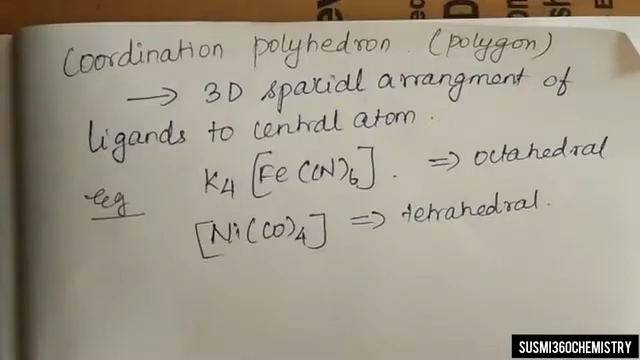 Coordination polyhedron. (polygon)
→ 3D spacial arrangment of
ligands to central atom.
eg K4 [Fe(CN)6]. ⇒ octahedral
[Ni(CO)4] ⇒ tetrahedral.
SUSMI360CHEMISTRY